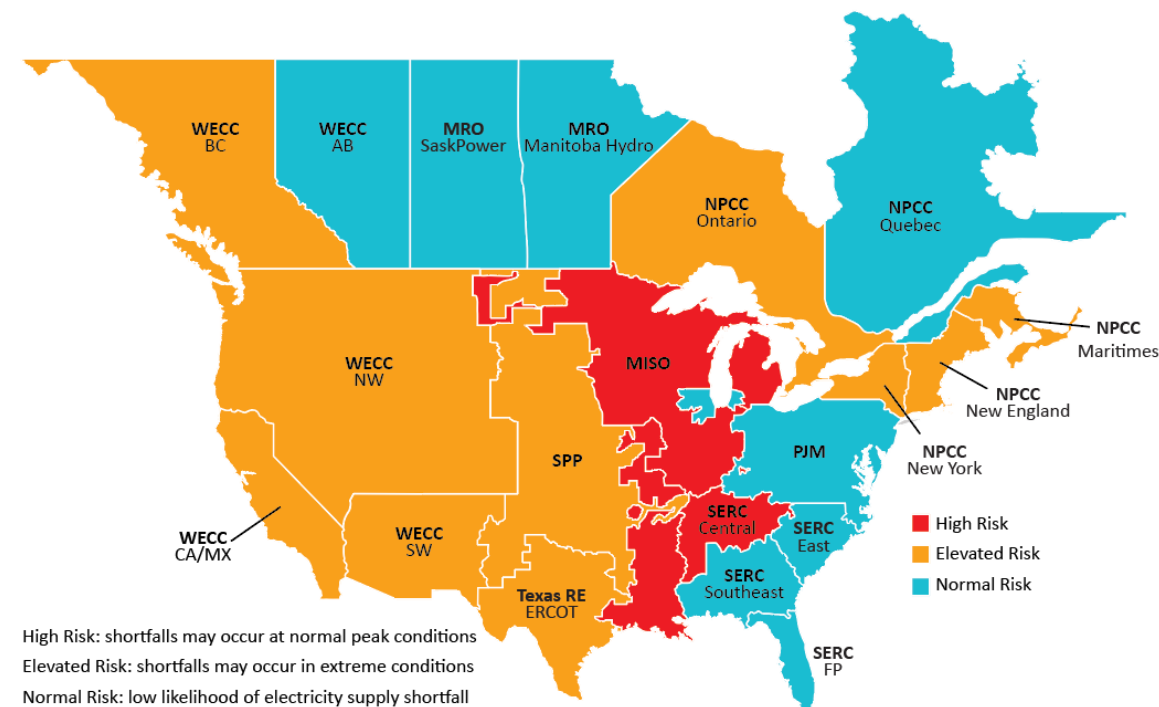 WECC
BC
WECC
AB
MRO
SaskPower
MRO
Manitoba Hydro
NPCC
Ontario
NPCC
Quebec
NPCC
Maritimes
WECC
NW
MISO
NPCC
New England
NPCC
New York
SPP
PJM
WECC
CA/MX
WECC
SW
SERC
Central
SERC
East
SERC
Southeast
Texas RE
ERCOT
SERC
FP
High Risk
Elevated Risk
Normal Risk
High Risk: shortfalls may occur at normal peak conditions
Elevated Risk: shortfalls may occur in extreme conditions
Normal Risk: low likelihood of electricity supply shortfall